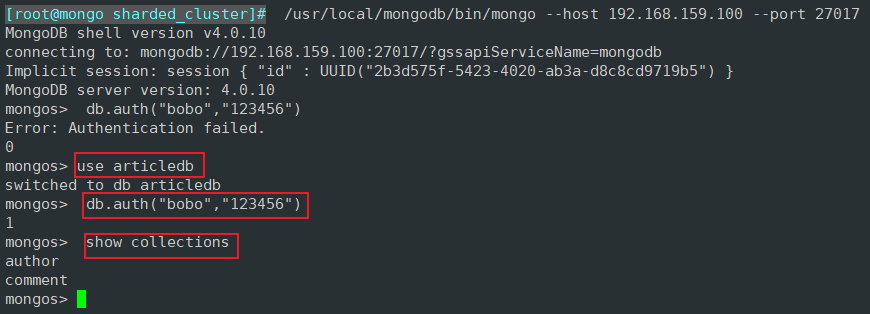 [root@mongo sharded_cluster]#  /usr/local/mongodb/bin/mongo --host 192.168.159.100 --port 27017
MongoDB shell version v4.0.10
connecting to: mongodb://192.168.159.100:27017/?gssapiServiceName=mongodb
Implicit session: session { "id" : UUID("2b3d575f-5423-4020-ab3a-d8c8cd9719b5") }
MongoDB server version: 4.0.10
mongos>  db.auth("bobo","123456")
Error: Authentication failed.
0
mongos> use articledb
switched to db articledb
mongos>  db.auth("bobo","123456")
1
mongos>  show collections
author
comment
mongos>